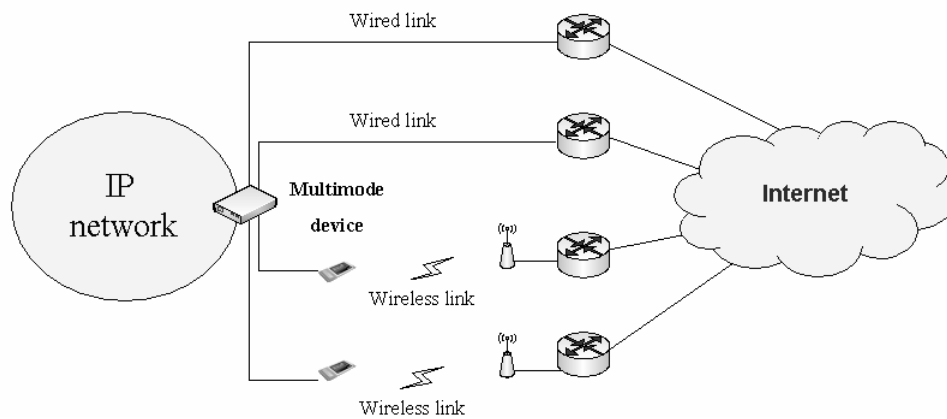 Wired link
Wired link
IP
network
Multimode
device
Internet
Wireless link
Wireless link